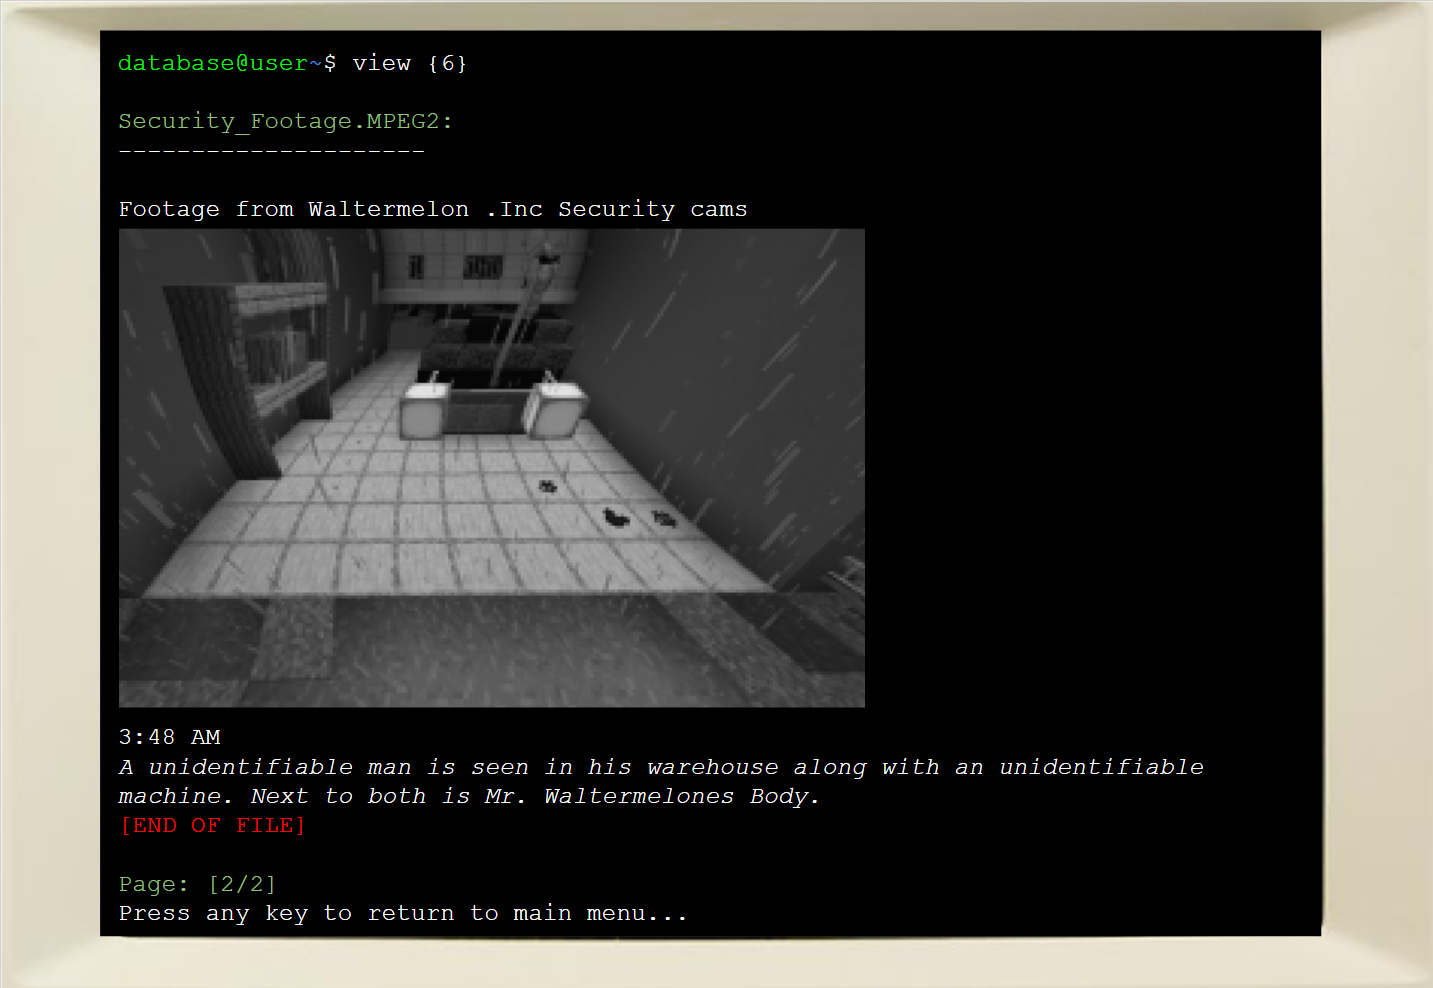 database@user~$ view {6}
Security_Footage.MPEG2:
---------------------
Footage from Waltermelon .Inc Security cams
3:48 AM
A unidentifiable man is seen in his warehouse along with an unidentifiable
machine. Next to both is Mr. Waltermelones Body.
[END OF FILE]
Page: [2/2]
Press any key to return to main menu...